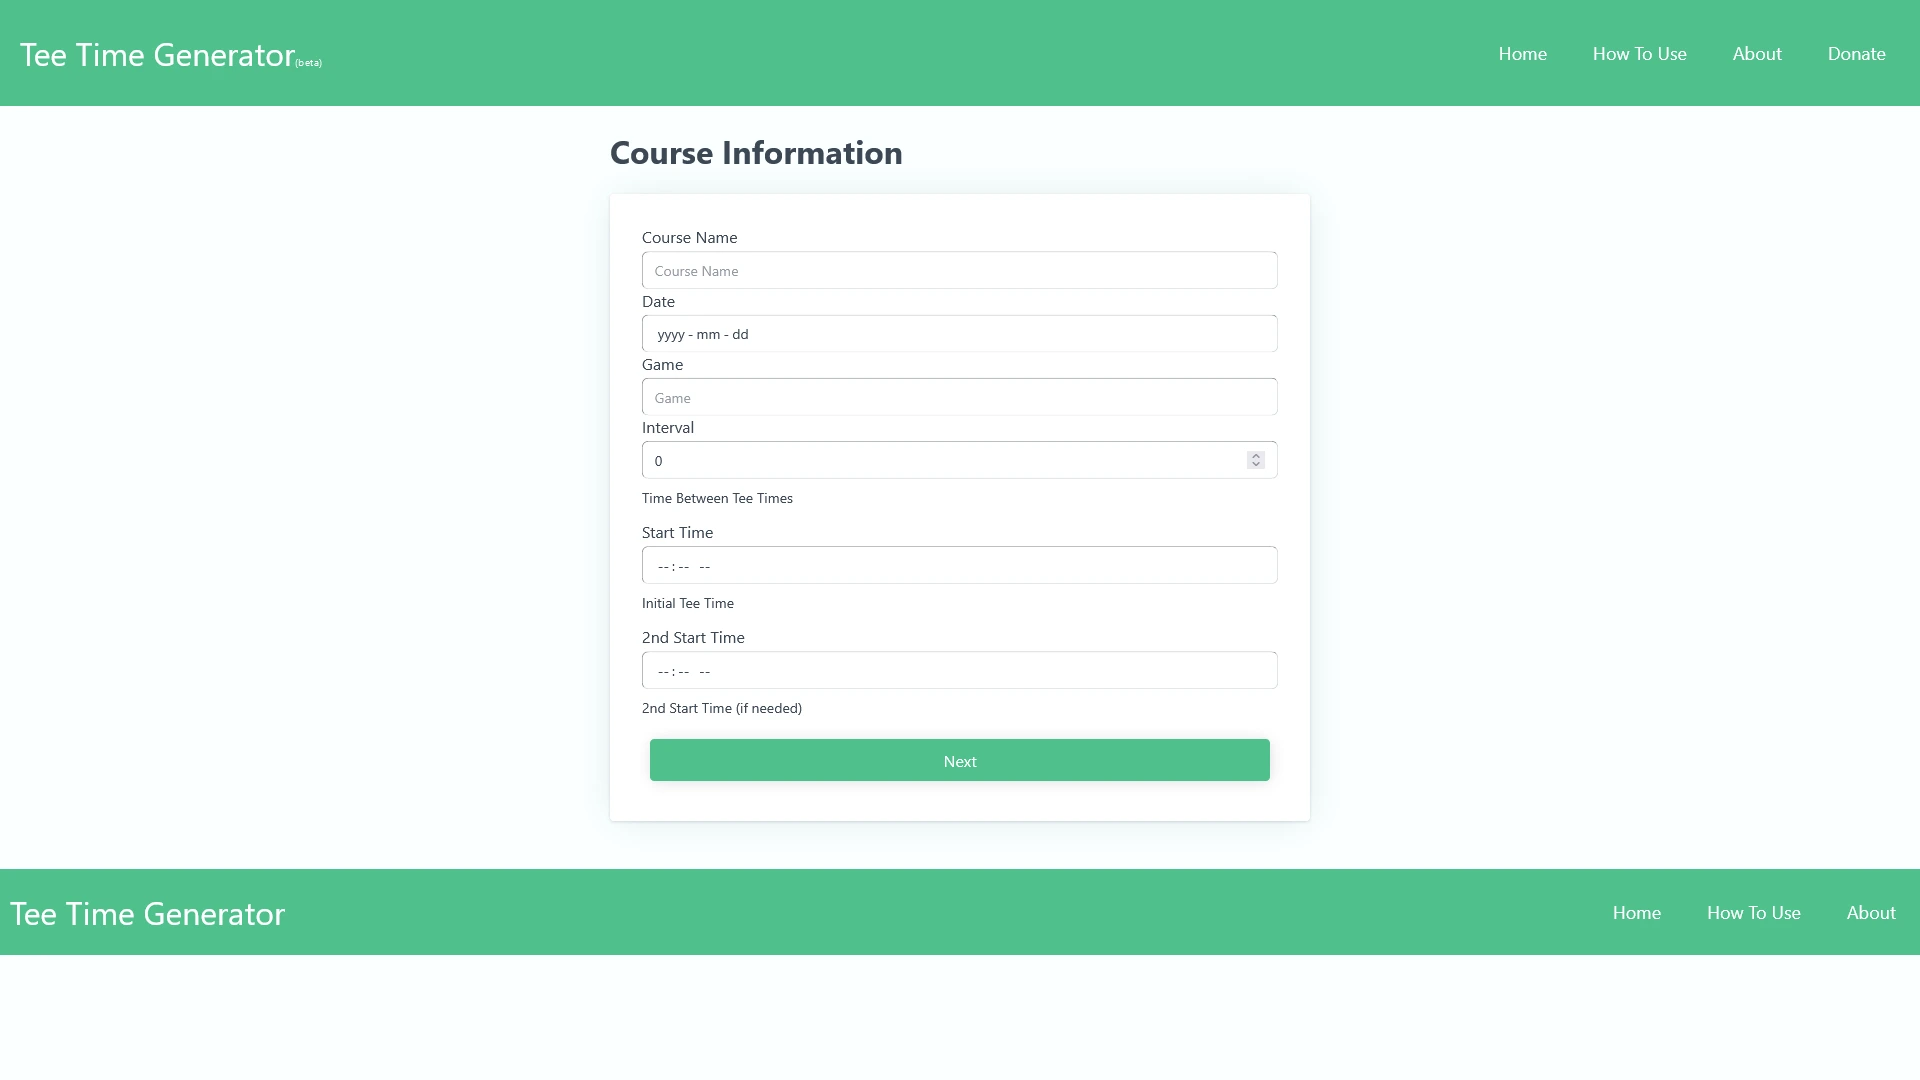 Tee Time Generator(beta)
Home How To Use About Donate
Course Information
Course Name
Course Name
Date
yyyy - mm - dd
Game
Game
Interval
0
Time Between Tee Times
Start Time
--:-- --
Initial Tee Time
2nd Start Time
--:-- --
2nd Start Time (if needed)
Next
Tee Time Generator
Home How To Use About